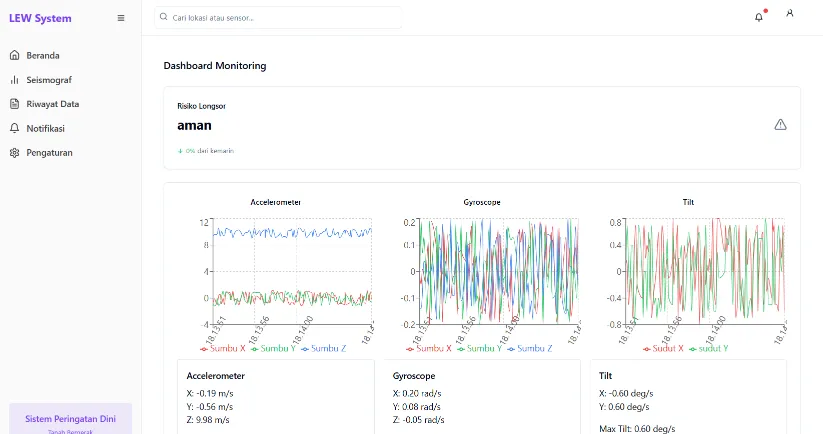 LEW System
Cari lokasi atau sensor...
Beranda
Seismograf
Riwayat Data
Notifikasi
Pengaturan
Sistem Peringatan Dini
Tanah Bergerak
Dashboard Monitoring
Risiko Longsor
aman
↓ 0% dari kemarin
Accelerometer
12
8
4
0
-4
18.13.51
18.13.56
18.14.00
18.14
Sumbu X Sumbu Y Sumbu Z
Gyroscope
0.2
0.1
0
-0.1
-0.2
18.13.51
18.13.56
18.14.00
18.14
Sumbu X Sumbu Y Sumbu Z
Tilt
0.8
0.4
0
-0.4
-0.8
18.13.51
18.13.56
18.14.00
18.14
Sudut X sudut Y
Accelerometer
X: -0.19 m/s
Y: -0.56 m/s
Z: 9.98 m/s
Gyroscope
X: 0.20 rad/s
Y: 0.08 rad/s
Z: -0.05 rad/s
Tilt
X: -0.60 deg/s
Y: 0.60 deg/s
Max Tilt: 0.60 deg/s